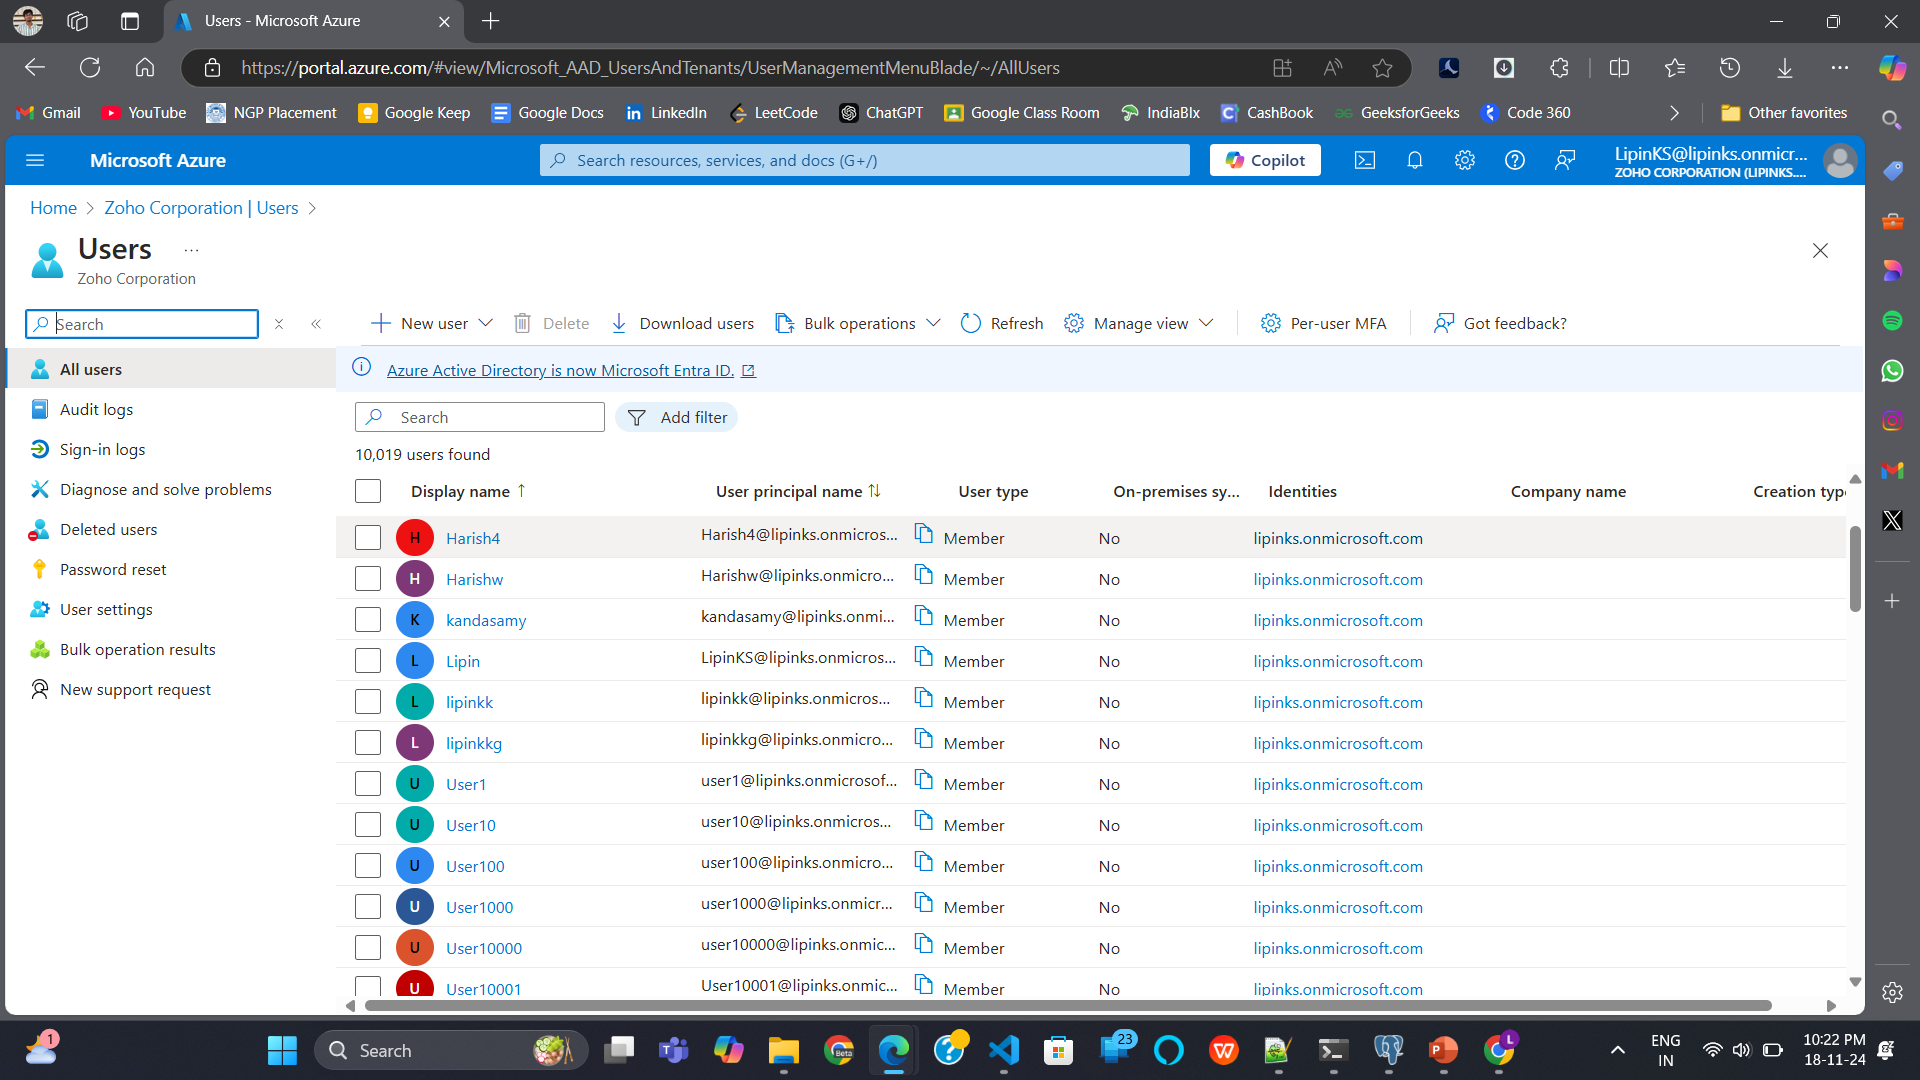 Users - Microsoft Azure
https://portal.azure.com/#view/Microsoft_AAD_UsersAndTenants/UserManagementMenuBlade/~/AllUsers
Gmail YouTube NGP Placement Google Keep Google Docs LinkedIn LeetCode ChatGPT Google Class Room IndiaBIx CashBook GeeksforGeeks Code 360 Other favorites
Microsoft Azure
Search resources, services, and docs (G+/)
Copilot
LipinKS@lipinks.onmicr...
ZOHO CORPORATION (LIPINKS....
Home > Zoho Corporation | Users >
Users ...
Zoho Corporation
Search
All users
Audit logs
Sign-in logs
Diagnose and solve problems
Deleted users
Password reset
User settings
Bulk operation results
New support request
New user Delete Download users Bulk operations Refresh Manage view Per-user MFA Got feedback?
Azure Active Directory is now Microsoft Entra ID.
Search Add filter
10,019 users found
Display name ↑ User principal name ↑↓ User type On-premises sy... Identities Company name Creation typ
H Harish4 Harish4@lipinks.onmicros... Member No lipinks.onmicrosoft.com
H Harishw Harishw@lipinks.onmicro... Member No lipinks.onmicrosoft.com
K kandasamy kandasamy@lipinks.onmi... Member No lipinks.onmicrosoft.com
L Lipin LipinKS@lipinks.onmicros... Member No lipinks.onmicrosoft.com
L lipinkk lipinkk@lipinks.onmicros... Member No lipinks.onmicrosoft.com
L lipinkkg lipinkkg@lipinks.onmicro... Member No lipinks.onmicrosoft.com
U User1 user1@lipinks.onmicrosof... Member No lipinks.onmicrosoft.com
U User10 user10@lipinks.onmicros... Member No lipinks.onmicrosoft.com
U User100 user100@lipinks.onmicro... Member No lipinks.onmicrosoft.com
U User1000 user1000@lipinks.onmicr... Member No lipinks.onmicrosoft.com
U User10000 user10000@lipinks.onmic... Member No lipinks.onmicrosoft.com
U User10001 User10001@lipinks.onmic... Member No lipinks.onmicrosoft.com
1
Search
Beta
23
L
ENG
IN
10:22 PM
18-11-24